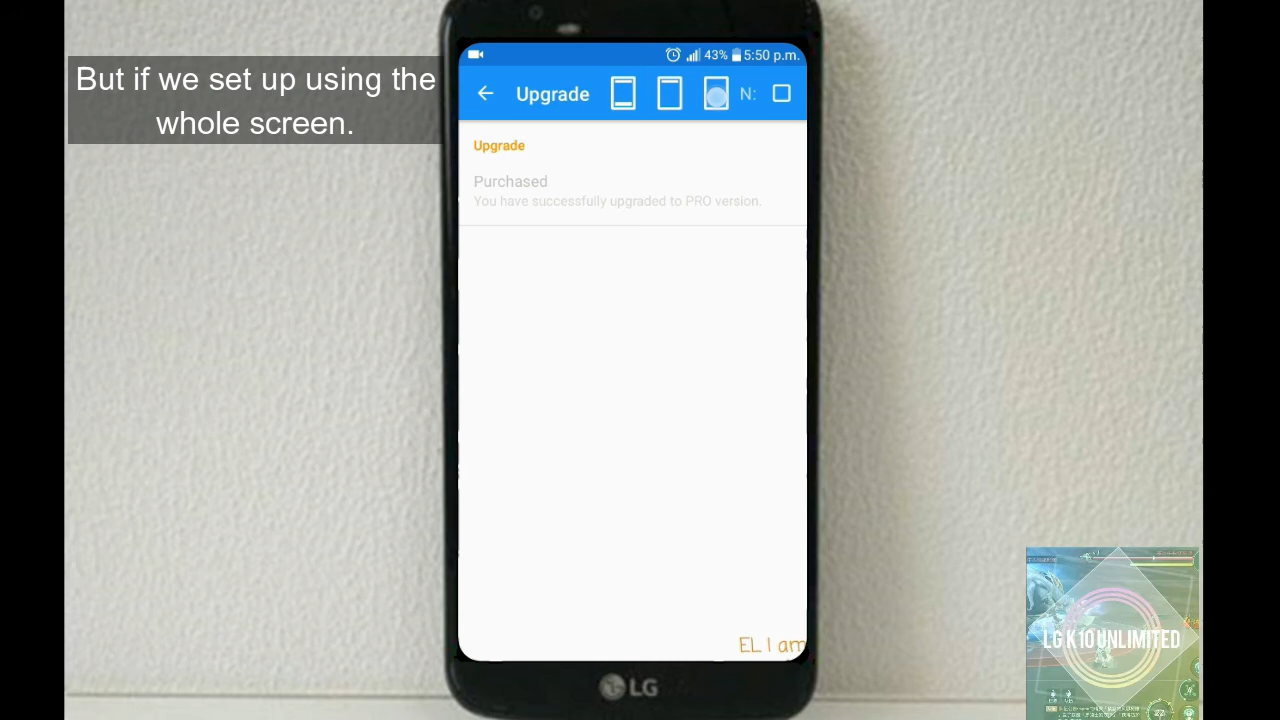 But if we set up using the
whole screen.
43% 5:50 p.m.
Upgrade N:
Upgrade
Purchased
You have successfully upgraded to PRO version.
EL I am
LG
LG K10 UNLIMITED